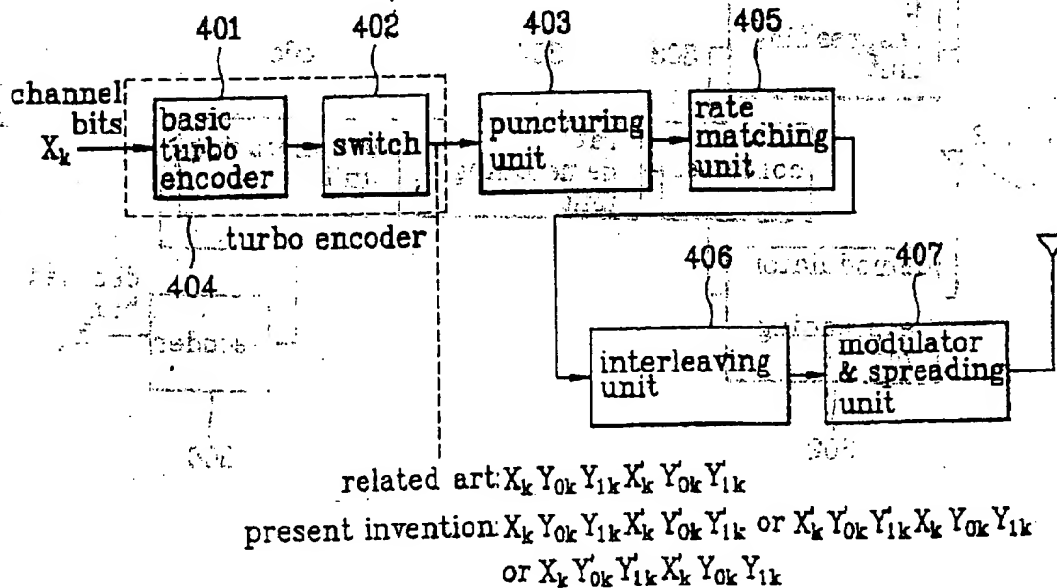 401
402
403
405
channel
bits
X_k
basic
turbo
encoder
switch
puncturing
unit
rate
matching
unit
turbo encoder
404
406
407
interleaving
unit
modulator
& spreading
unit
related art: X_k Y_0k Y_1k X'_k Y'_0k Y'_1k
present invention: X_k Y_0k Y_1k X'_k Y'_0k Y'_1k or X'_k Y'_0k Y'_1k X_k Y_0k Y_1k
or X_k Y'_0k Y'_1k X'_k Y_0k Y_1k